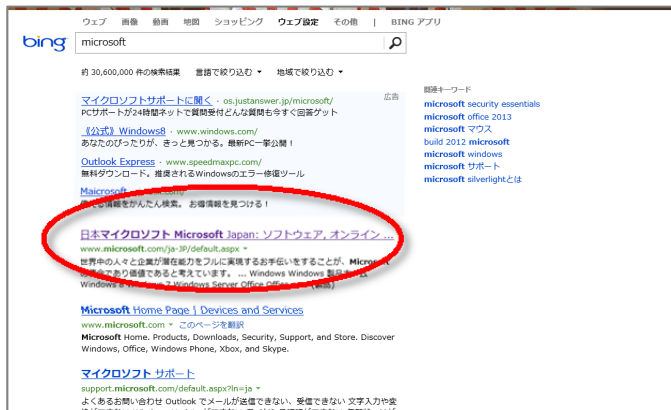 ウェブ 画像 動画 地図 ショッピング ウェブ設定 その他 | BING アプリ
bing
microsoft
約 30,600,000 件の検索結果 言語で絞り込む ▼ 地域で絞り込む ▼
広告
マイクロソフトサポートに聞く · os.justanswer.jp/microsoft/
PCサポートが24時間ネットで質問受付どんな質問も今すぐ回答ゲット
《公式》Windows8 · www.windows.com/
あなたのぴったりが、きっと見つかる。最新PC一挙公開！
Outlook Express · www.speedmaxpc.com/
無料ダウンロード。推奨されるWindowsのエラー修復ツール
Maicrosoft
情報をかんたん検索。 お得情報を見つける！
日本マイクロソフト Microsoft Japan: ソフトウェア, オンライン ...
www.microsoft.com/ja-JP/default.aspx ▼
世界中の人々と企業が潜在能力をフルに実現するお手伝いをすることが、Microsoft
であり価値であると考えています。 ... Windows Windows 製品
Windows 8 Windows 7 Windows Server Office Office
Microsoft Home Page | Devices and Services
www.microsoft.com ▼ このページを翻訳
Microsoft Home. Products, Downloads, Security, Support, and Store. Discover
Windows, Office, Windows Phone, Xbox, and Skype.
マイクロソフト サポート
support.microsoft.com/default.aspx?ln=ja ▼
よくあるお問い合わせ Outlook でメールが送信できない、受信できない 文字入力や変
関連キーワード
microsoft security essentials
microsoft office 2013
microsoft マウス
build 2012 microsoft
microsoft windows
microsoft サポート
microsoft silverlightとは